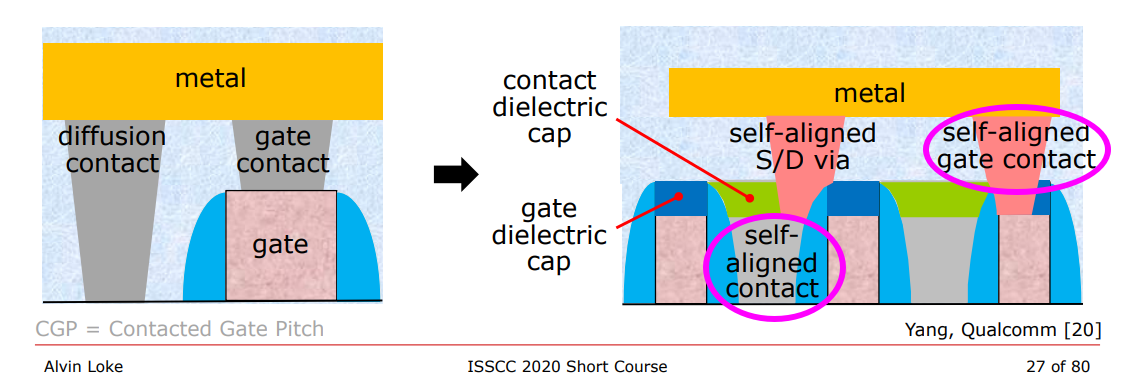 metal
diffusion
contact
gate
contact
gate
contact
dielectric
cap
gate
dielectric
cap
metal
self-aligned
S/D via
self-aligned
gate contact
self-
aligned
contact
CGP = Contacted Gate Pitch
Yang, Qualcomm [20]
Alvin Loke
ISSCC 2020 Short Course
27 of 80